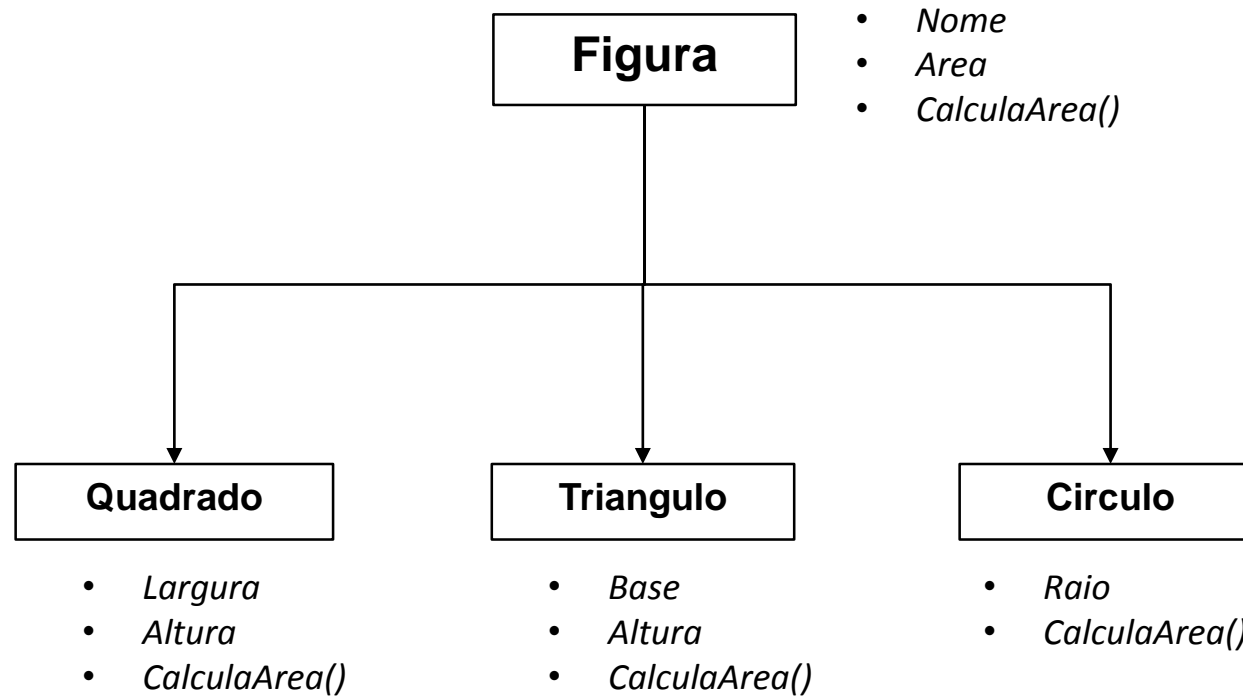 Figura
• Nome
• Area
• CalculaArea()
Quadrado
• Largura
• Altura
• CalculaArea()
Triangulo
• Base
• Altura
• CalculaArea()
Circulo
• Raio
• CalculaArea()